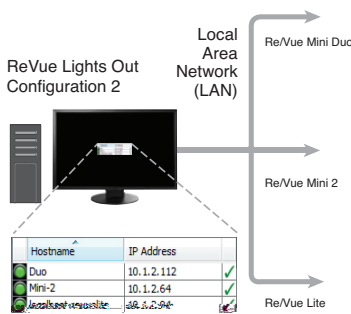 Local
Area
Network
(LAN)
Re/Vue Mini Duo
ReVue Lights Out
Configuration 2
Re/Vue Mini 2
Hostname IP Address
Duo 10.1.2.112
Mini-2 10.1.2.64
Re/Vue Lite